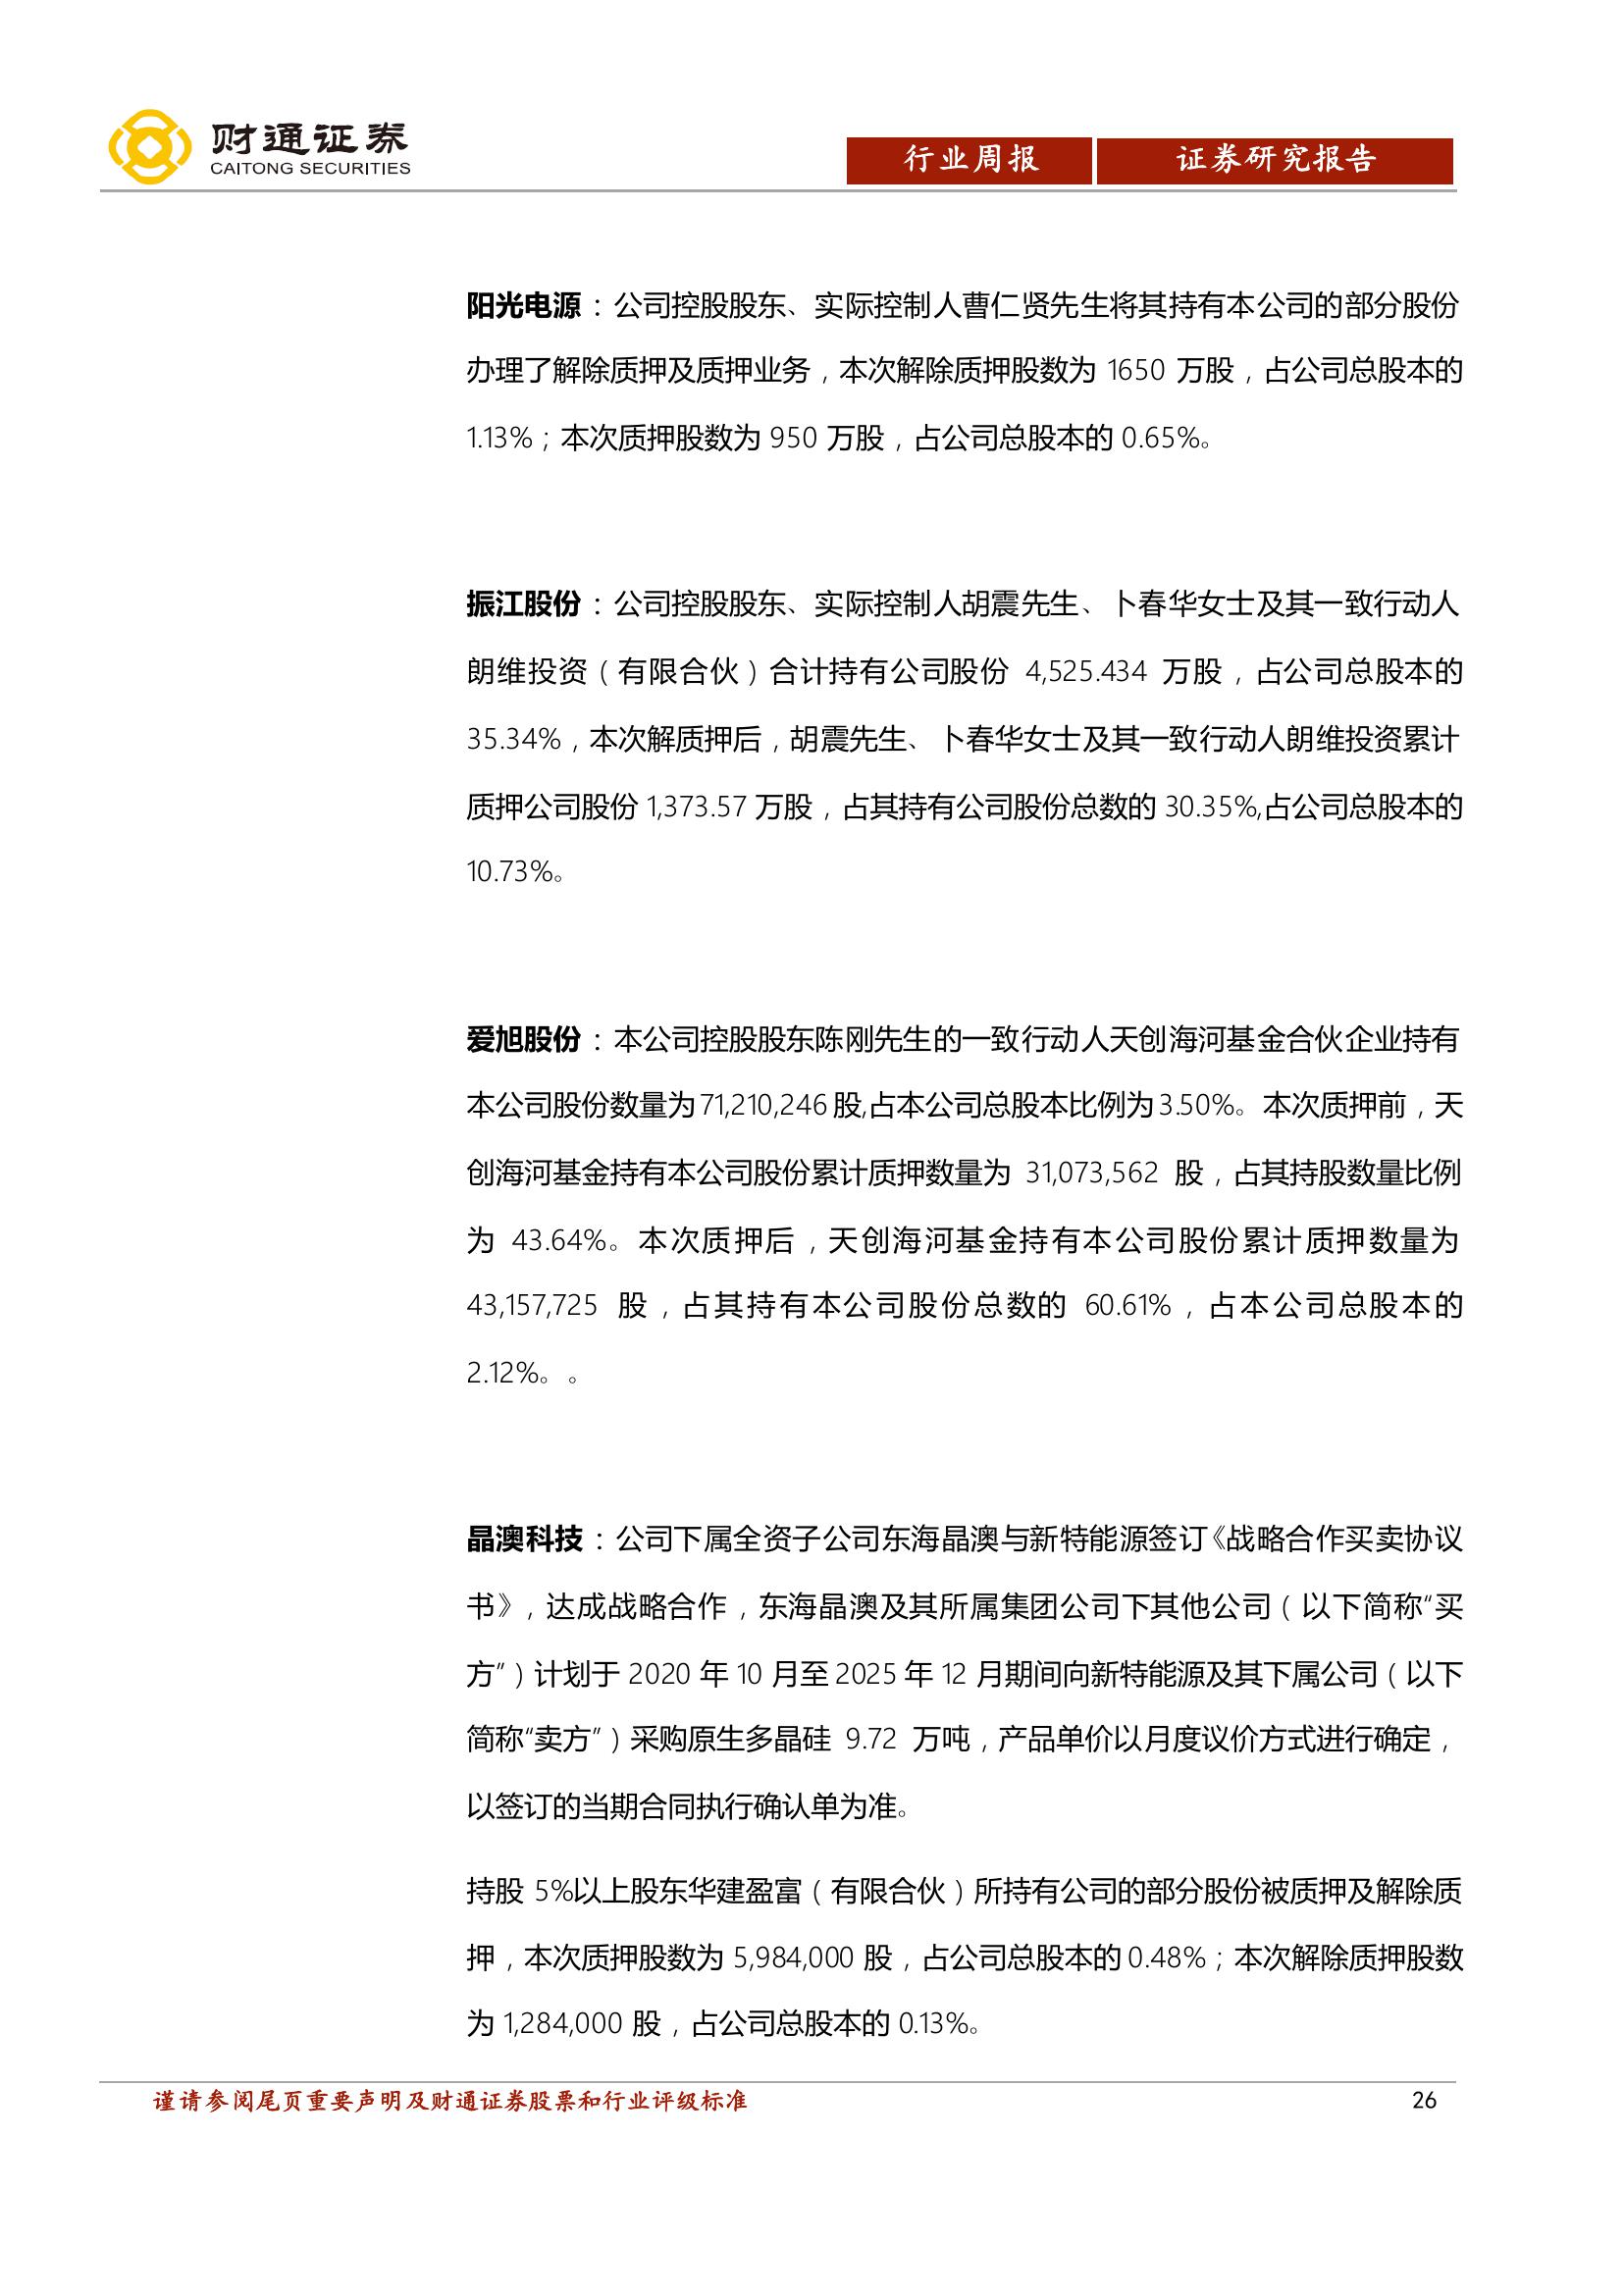 财通证券
CAITONG SECURITIES
行业周报
证券研究报告
阳光电源：公司控股股东、实际控制人曹仁贤先生将其持有本公司的部分股份
办理了解除质押及质押业务，本次解除质押股数为 1650 万股，占公司总股本的
1.13%；本次质押股数为 950 万股，占公司总股本的 0.65%。
振江股份：公司控股股东、实际控制人胡震先生、卜春华女士及其一致行动人
朗维投资（有限合伙）合计持有公司股份 4,525.434 万股，占公司总股本的
35.34%，本次解质押后，胡震先生、卜春华女士及其一致行动人朗维投资累计
质押公司股份 1,373.57 万股，占其持有公司股份总数的 30.35%,占公司总股本的
10.73%。
爱旭股份：本公司控股股东陈刚先生的一致行动人天创海河基金合伙企业持有
本公司股份数量为 71,210,246 股,占本公司总股本比例为 3.50%。本次质押前，天
创海河基金持有本公司股份累计质押数量为 31,073,562 股，占其持股数量比例
为 43.64%。本次质押后，天创海河基金持有本公司股份累计质押数量为
43,157,725 股，占其持有本公司股份总数的 60.61%，占本公司总股本的
2.12%。。
晶澳科技：公司下属全资子公司东海晶澳与新特能源签订《战略合作买卖协议
书》，达成战略合作，东海晶澳及其所属集团公司下其他公司（以下简称“买
方”）计划于 2020 年 10 月至 2025 年 12 月期间向新特能源及其下属公司（以下
简称“卖方”）采购原生多晶硅 9.72 万吨，产品单价以月度议价方式进行确定，
以签订的当期合同执行确认单为准。
持股 5%以上股东华建盈富（有限合伙）所持有公司的部分股份被质押及解除质
押，本次质押股数为 5,984,000 股，占公司总股本的 0.48%；本次解除质押股数
为 1,284,000 股，占公司总股本的 0.13%。
谨请参阅尾页重要声明及财通证券股票和行业评级标准
26